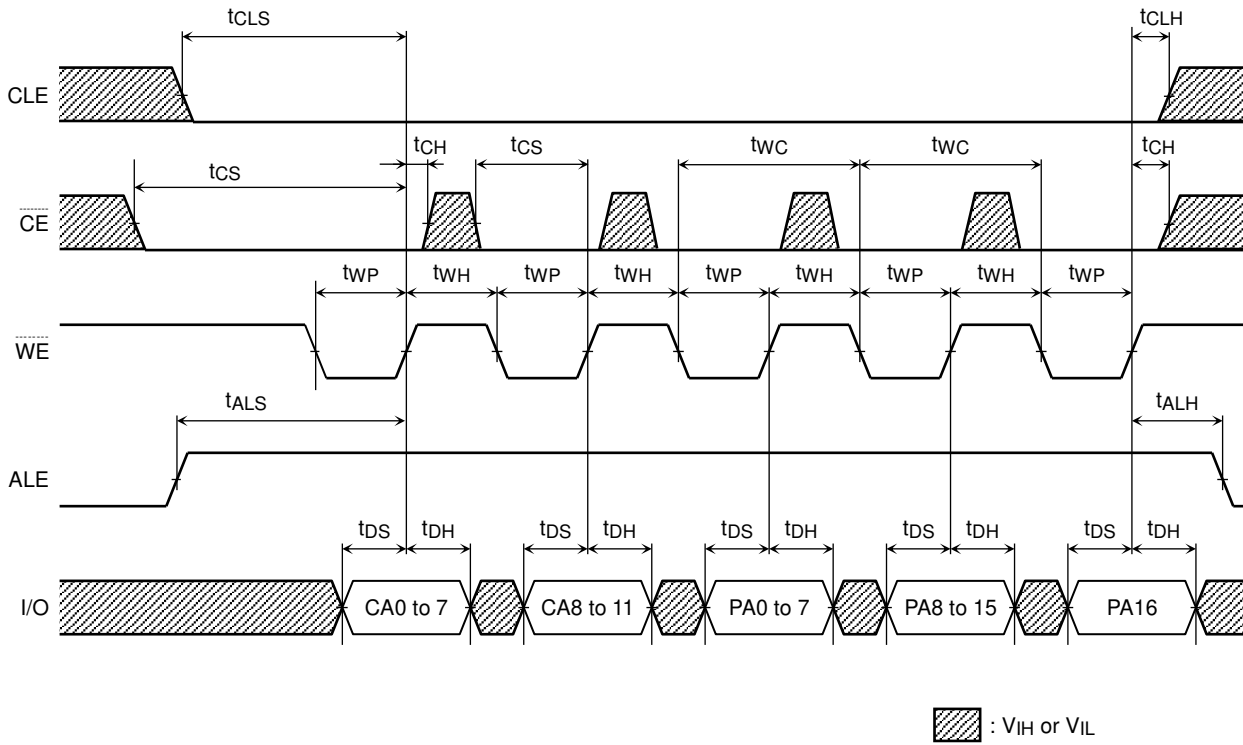 tCLS tCLH
CLE
tCH tCS tWC tWC tCH
tCS
CE
tWP tWH tWP tWH tWP tWH tWP tWH tWP
WE
tALS tALH
ALE
tDS tDH tDS tDH tDS tDH tDS tDH tDS tDH
I/O CA0 to 7 CA8 to 11 PA0 to 7 PA8 to 15 PA16
: VIH or VIL